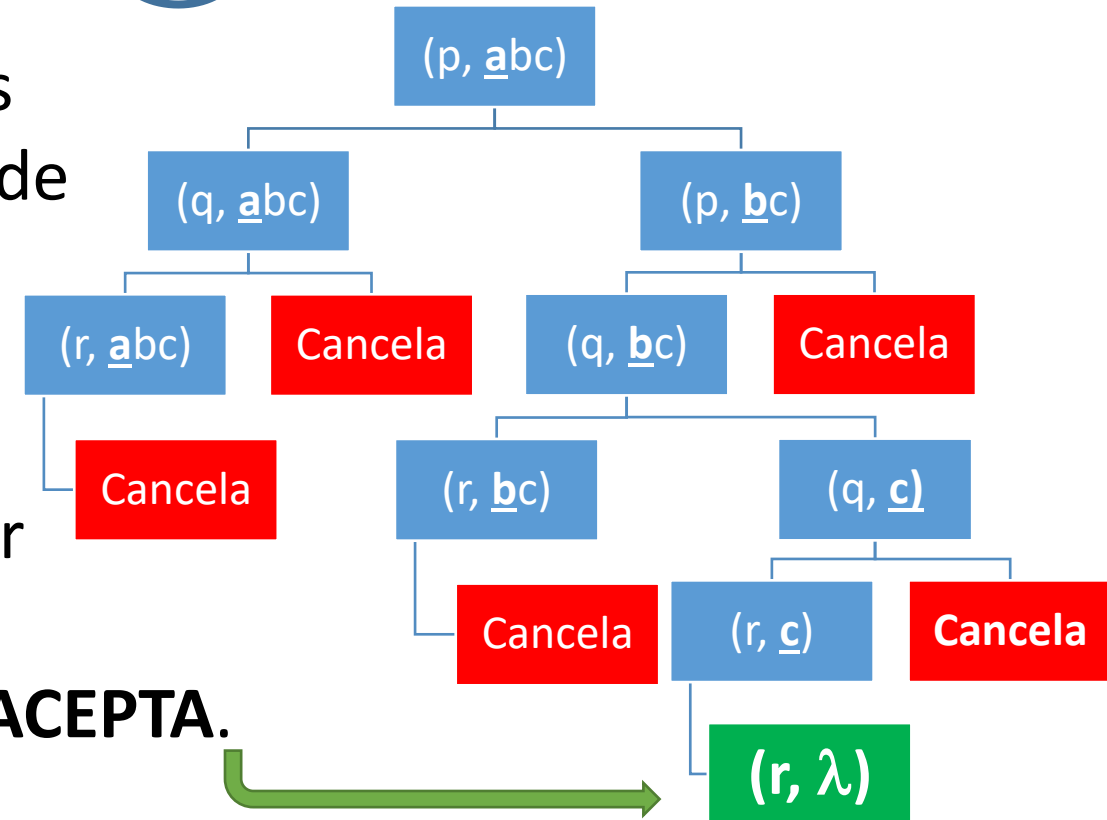 (p, abc)
s
de
(q, abc)
(p, bc)
(r, abc)
Cancela
(q, bc)
Cancela
Cancela
(r, bc)
(q, c)
r
Cancela
(r, c)
Cancela
ACEPTA.
(r, λ)